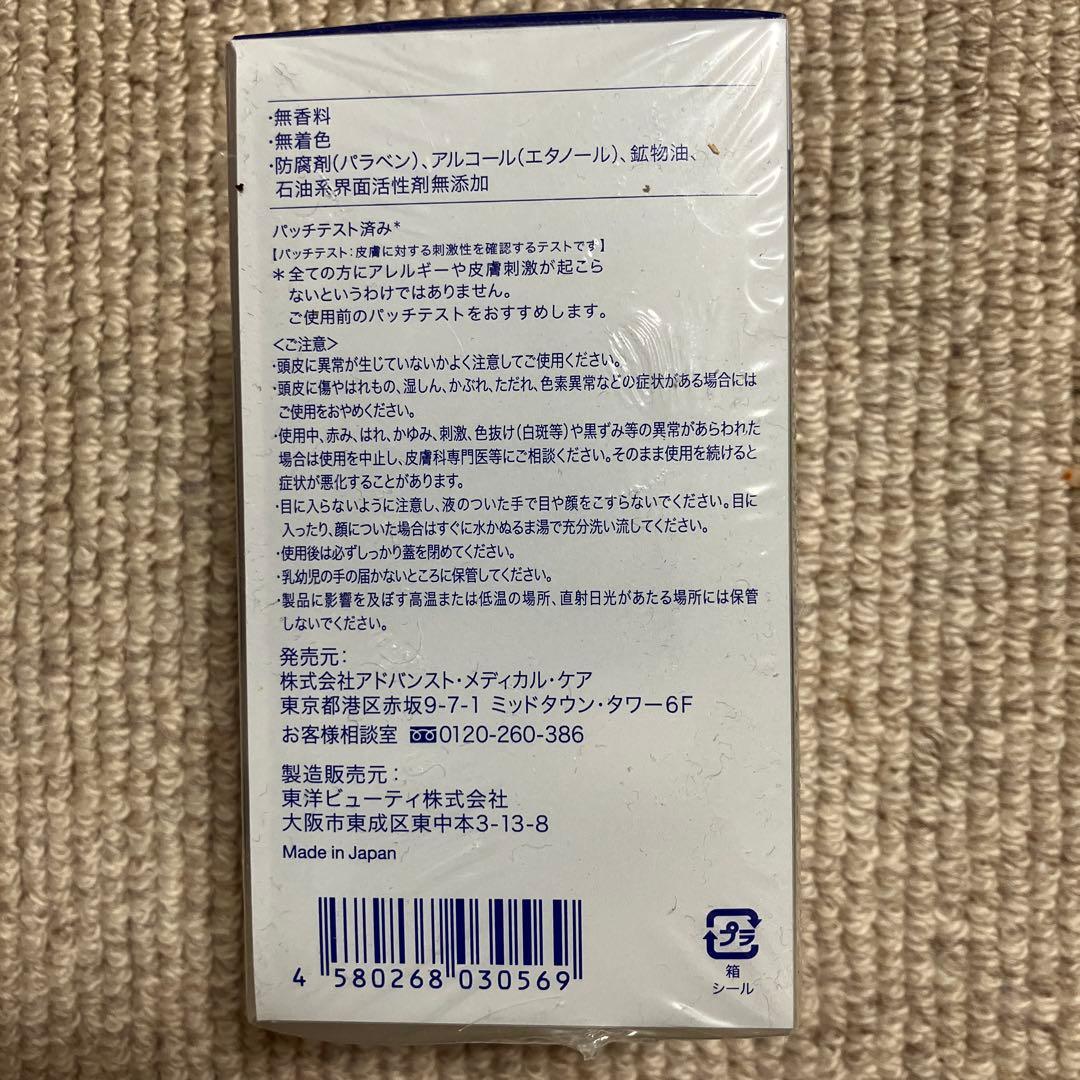 ・無香料
・無着色
・防腐剤(パラベン)、アルコール(エタノール)、鉱物油、
石油系界面活性剤無添加
パッチテスト済み*
【パッチテスト:皮膚に対する刺激性を確認するテストです】
*全ての方にアレルギーや皮膚刺激が起こら
ないというわけではありません。
ご使用前のパッチテストをおすすめします。
<ご注意>
・頭皮に異常が生じていないかよく注意してご使用ください。
・頭皮に傷やはれもの、湿しん、かぶれ、ただれ、色素異常などの症状がある場合には
ご使用をおやめください。
・使用中、赤み、はれ、かゆみ、刺激、色抜け(白斑等)や黒ずみ等の異常があらわれた
場合は使用を中止し、皮膚科専門医等にご相談ください。そのまま使用を続けると
症状が悪化することがあります。
・目に入らないように注意し、液のついた手で目や顔をこすらないでください。目に
入ったり、顔についた場合はすぐに水かぬるま湯で充分洗い流してください。
・使用後は必ずしっかり蓋を閉めてください。
・乳幼児の手の届かないところに保管してください。
・製品に影響を及ぼす高温または低温の場所、直射日光があたる場所には保管
しないでください。
発売元:
株式会社アドバンスト・メディカル・ケア
東京都港区赤坂9-7-1 ミッドタウン・タワー6F
お客様相談室 0120-260-386
製造販売元:
東洋ビューティ株式会社
大阪市東成区東中本3-13-8
Made in Japan
4 580268 030569
プラ
箱
シール